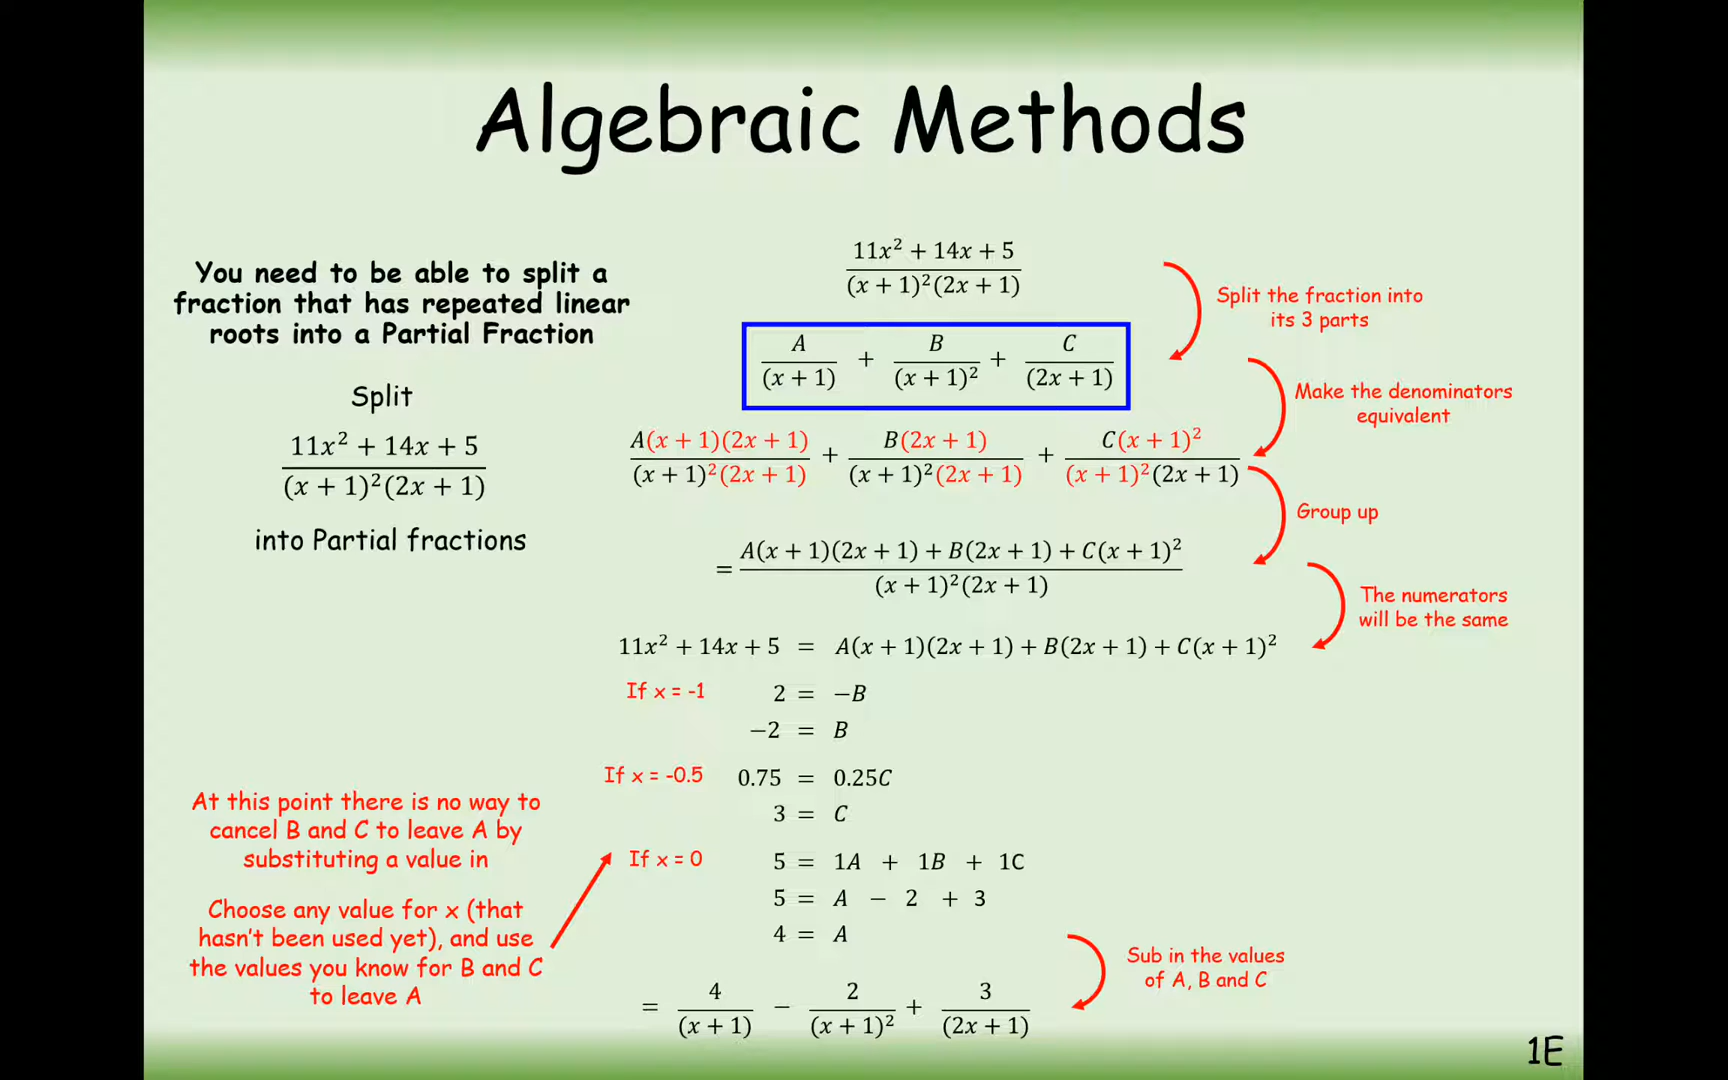 Algebraic Methods
You need to be able to split a
fraction that has repeated linear
roots into a Partial Fraction
Split
11x² + 14x + 5
(x + 1)²(2x + 1)
into Partial fractions
At this point there is no way to
cancel B and C to leave A by
substituting a value in
Choose any value for x (that
hasn't been used yet), and use
the values you know for B and C
to leave A
11x² + 14x + 5
(x + 1)²(2x + 1)
Split the fraction into
its 3 parts
A + B + C
(x + 1) (x + 1)² (2x + 1)
Make the denominators
equivalent
A(x + 1)(2x + 1) + B(2x + 1) + C(x + 1)²
(x + 1)²(2x + 1) (x + 1)²(2x + 1) (x + 1)²(2x + 1)
Group up
= A(x + 1)(2x + 1) + B(2x + 1) + C(x + 1)²
(x + 1)²(2x + 1)
The numerators
will be the same
11x² + 14x + 5 = A(x + 1)(2x + 1) + B(2x + 1) + C(x + 1)²
If x = -1 2 = −B
−2 = B
If x = -0.5 0.75 = 0.25C
3 = C
If x = 0 5 = 1A + 1B + 1C
5 = A − 2 + 3
4 = A
Sub in the values
of A, B and C
= 4 − 2 + 3
(x + 1) (x + 1)² (2x + 1)
1E